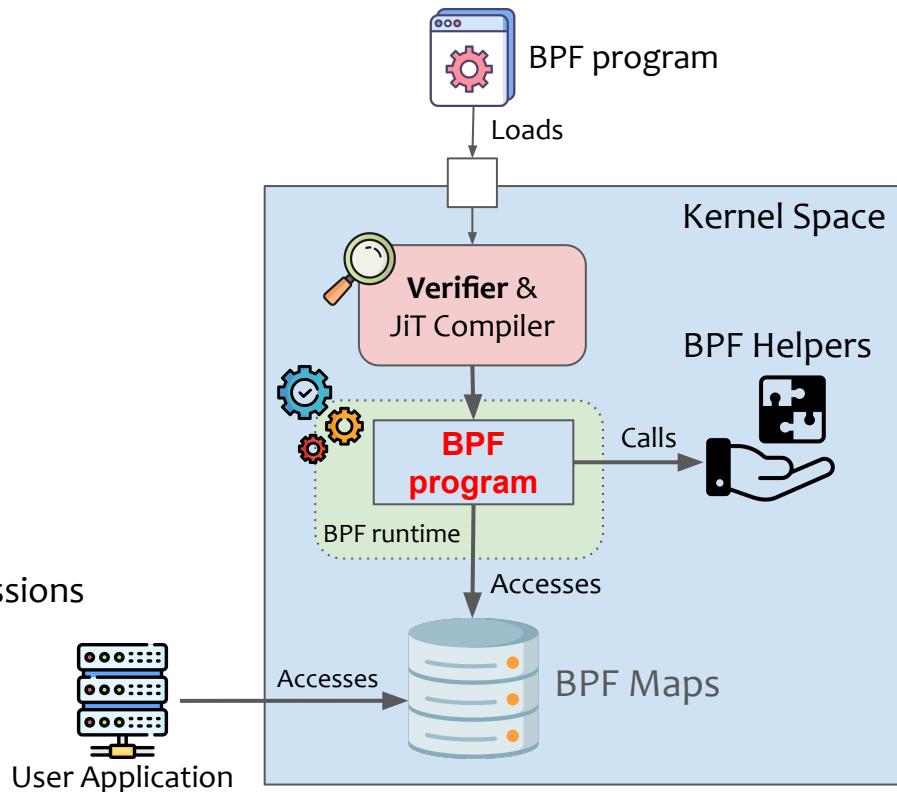 BPF program
Loads
Kernel Space
Verifier &
JiT Compiler
BPF Helpers
BPF
program
Calls
BPF runtime
ssions
Accesses
Accesses
BPF Maps
User Application